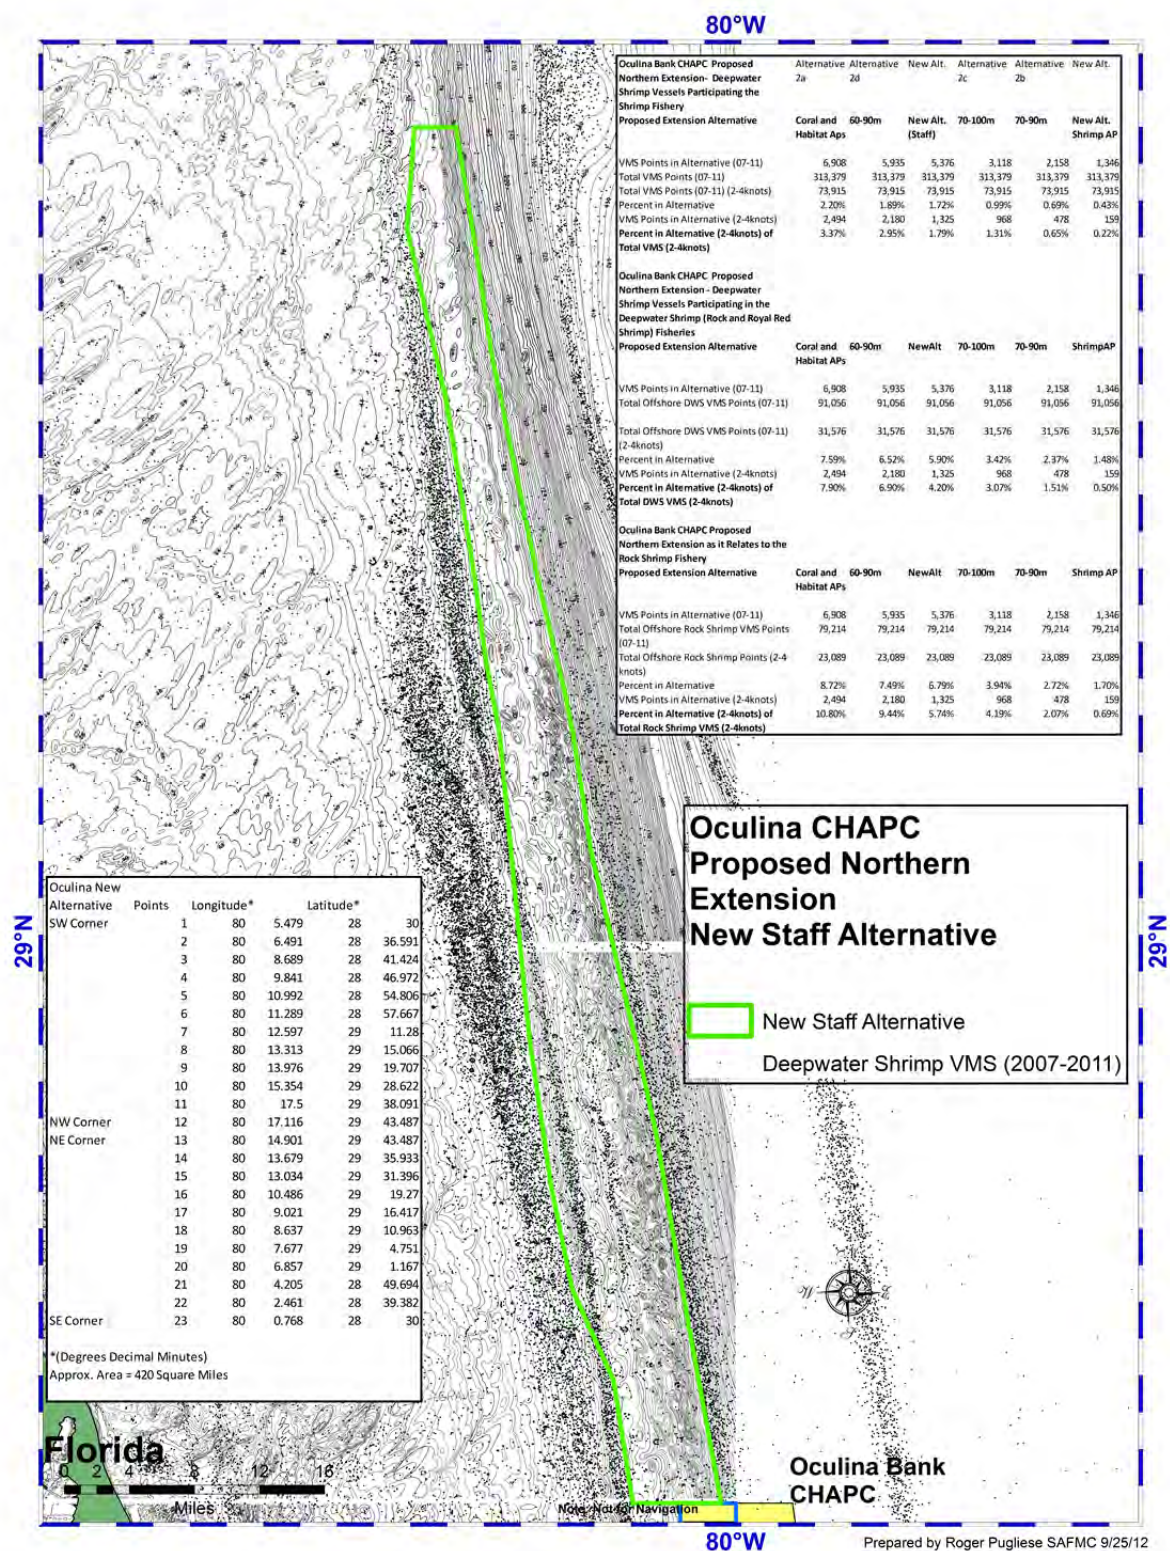 80°W
Oculina Bank CHAPC Proposed Alternative Alternative New Alt. Alternative Alternative New Alt.
Northern Extension- Deepwater 2a 2d 2c 2b
Shrimp Vessels Participating the
Shrimp Fishery
Proposed Extension Alternative Coral and 60-90m New Alt. 70-100m 70-90m New Alt.
Habitat Aps (Staff) Shrimp AP
VMS Points in Alternative (07-11) 6,908 5,935 5,376 3,118 2,158 1,346
Total VMS Points (07-11) 313,379 313,379 313,379 313,379 313,379 313,379
Total VMS Points (07-11) (2-4knots) 73,915 73,915 73,915 73,915 73,915 73,915
Percent in Alternative 2.20% 1.89% 1.72% 0.99% 0.69% 0.43%
VMS Points in Alternative (2-4knots) 2,494 2,180 1,325 968 478 159
Percent in Alternative (2-4knots) of 3.37% 2.95% 1.79% 1.31% 0.65% 0.22%
Total VMS (2-4knots)
Oculina Bank CHAPC Proposed
Northern Extension - Deepwater
Shrimp Vessels Participating in the
Deepwater Shrimp (Rock and Royal Red
Shrimp) Fisheries
Proposed Extension Alternative Coral and 60-90m NewAlt 70-100m 70-90m ShrimpAP
Habitat APs
VMS Points in Alternative (07-11) 6,908 5,935 5,376 3,118 2,158 1,346
Total Offshore DWS VMS Points (07-11) 91,056 91,056 91,056 91,056 91,056 91,056
Total Offshore DWS VMS Points (07-11) 31,576 31,576 31,576 31,576 31,576 31,576
(2-4knots)
Percent in Alternative 7.59% 6.52% 5.90% 3.42% 2.37% 1.48%
VMS Points in Alternative (2-4knots) 2,494 2,180 1,325 968 478 159
Percent in Alternative (2-4knots) of 7.90% 6.90% 4.20% 3.07% 1.51% 0.50%
Total DWS VMS (2-4knots)
Oculina Bank CHAPC Proposed
Northern Extension as it Relates to the
Rock Shrimp Fishery
Proposed Extension Alternative Coral and 60-90m NewAlt 70-100m 70-90m Shrimp AP
Habitat APs
VMS Points in Alternative (07-11) 6,908 5,935 5,376 3,118 2,158 1,346
Total Offshore Rock Shrimp VMS Points 79,214 79,214 79,214 79,214 79,214 79,214
(07-11)
Total Offshore Rock Shrimp Points (2-4 23,089 23,089 23,089 23,089 23,089 23,089
knots)
Percent in Alternative 8.72% 7.49% 6.79% 3.94% 2.72% 1.70%
VMS Points in Alternative (2-4knots) 2,494 2,180 1,325 968 478 159
Percent in Alternative (2-4knots) of 10.80% 9.44% 5.74% 4.19% 2.07% 0.69%
Total Rock Shrimp VMS (2-4knots)
Oculina CHAPC
Proposed Northern
Extension
New Staff Alternative
New Staff Alternative
Deepwater Shrimp VMS (2007-2011)
29°N
29°N
Oculina New
Alternative Points Longitude* Latitude*
SW Corner 1 80 5.479 28 30
2 80 6.491 28 36.591
3 80 8.689 28 41.424
4 80 9.841 28 46.972
5 80 10.992 28 54.806
6 80 11.289 28 57.667
7 80 12.597 29 11.28
8 80 13.313 29 15.066
9 80 13.976 29 19.707
10 80 15.354 29 28.622
11 80 17.5 29 38.091
NW Corner 12 80 17.116 29 43.487
NE Corner 13 80 14.901 29 43.487
14 80 13.679 29 35.933
15 80 13.034 29 31.396
16 80 10.486 29 19.27
17 80 9.021 29 16.417
18 80 8.637 29 10.963
19 80 7.677 29 4.751
20 80 6.857 29 1.167
21 80 4.205 28 49.694
22 80 2.461 28 39.382
SE Corner 23 80 0.768 28 30
*(Degrees Decimal Minutes)
Approx. Area = 420 Square Miles
W E
S
Florida
0 2 4 8 12 16
Miles
Note: Not for Navigation
Oculina Bank
CHAPC
80°W
Prepared by Roger Pugliese SAFMC 9/25/12